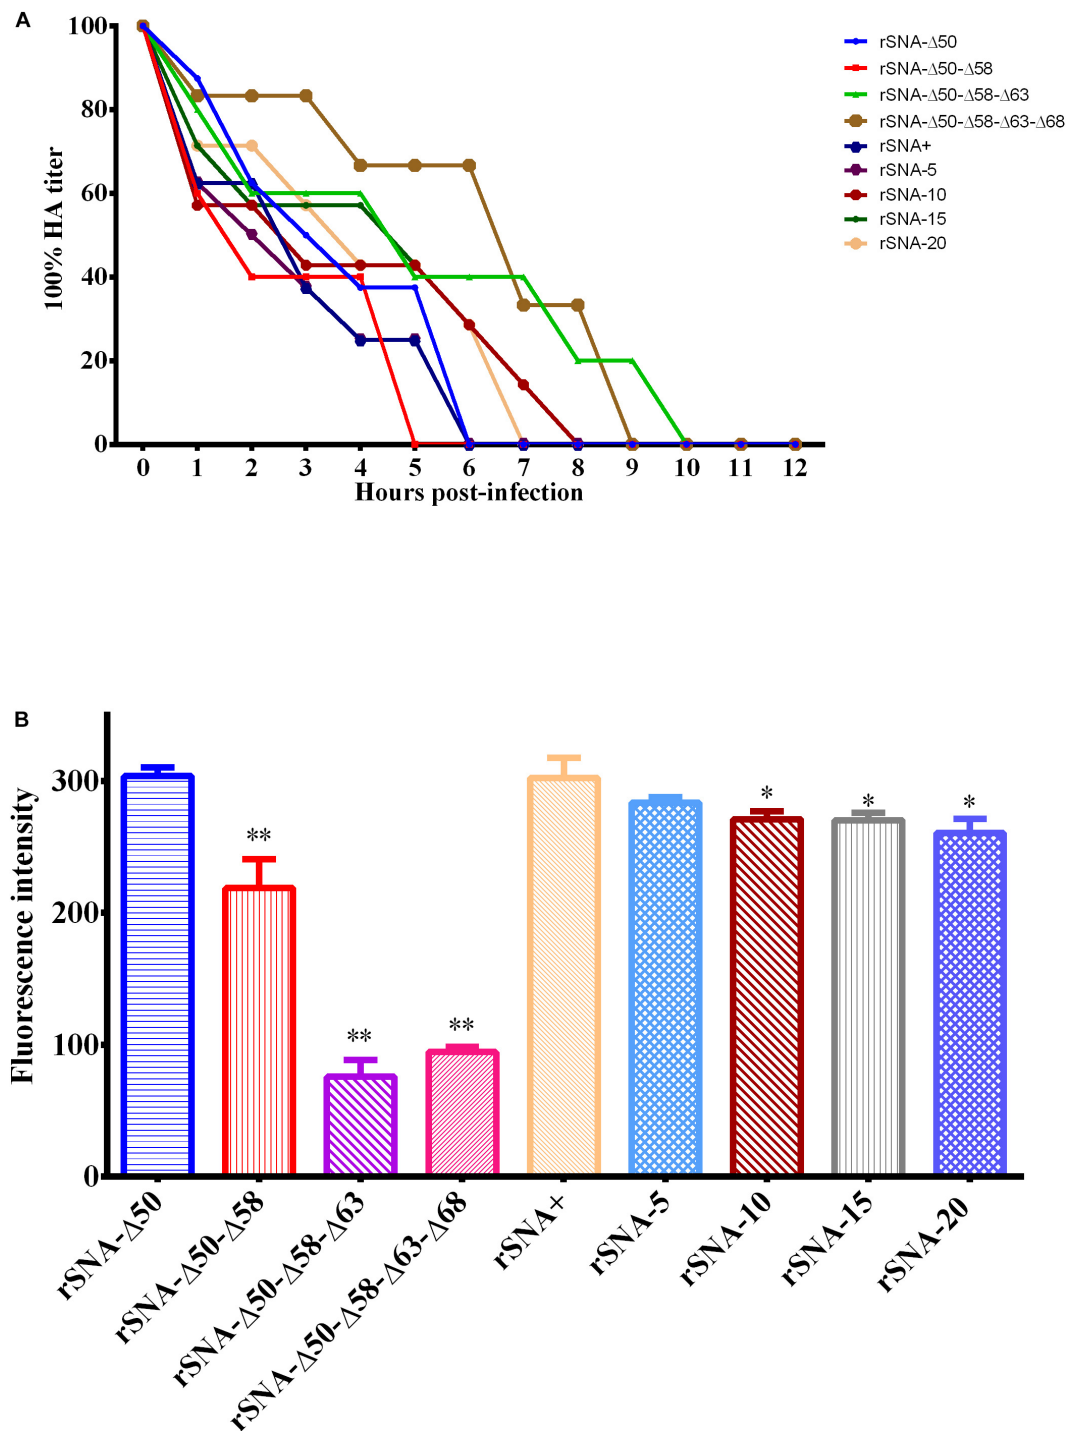 A
100% HA titer
100
80
60
40
20
0
0 1 2 3 4 5 6 7 8 9 10 11 12
Hours post-infection
rSNA-Δ50
rSNA-Δ50-Δ58
rSNA-Δ50-Δ58-Δ63
rSNA-Δ50-Δ58-Δ63-Δ68
rSNA+
rSNA-5
rSNA-10
rSNA-15
rSNA-20
B
Fluorescence intensity
300
200
100
0
**
**
**
*
*
*
rSNA-Δ50
rSNA-Δ50-Δ58
rSNA-Δ50-Δ58-Δ63
rSNA-Δ50-Δ58-Δ63-Δ68
rSNA+
rSNA-5
rSNA-10
rSNA-15
rSNA-20